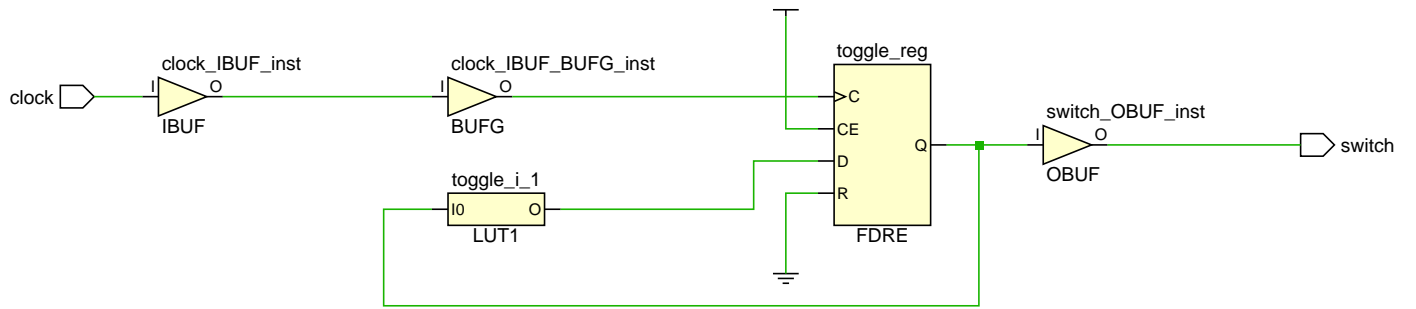 toggle_reg
clock_IBUF_inst
clock_IBUF_BUFG_inst
clock
I
O
IBUF
I
O
BUFG
C
CE
D
R
Q
FDRE
switch_OBUF_inst
I
O
OBUF
switch
toggle_i_1
I0
O
LUT1